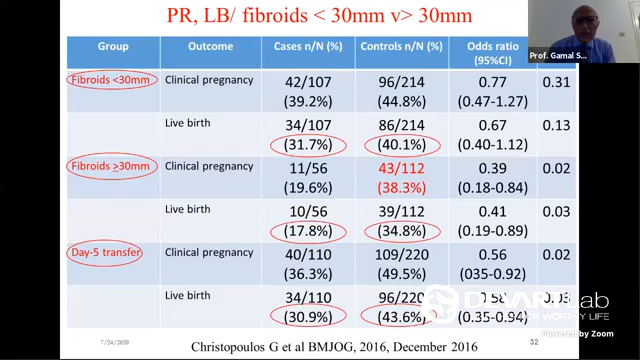 PR, LB/ fibroids < 30mm v> 30mm
Group Outcome Cases n/N (%) Controls n/N (%) Odds ratio
(95%CI)
Fibroids <30mm Clinical pregnancy 42/107 96/214 0.77 0.31
(39.2%) (44.8%) (0.47-1.27)
Live birth 34/107 86/214 0.67 0.13
(31.7%) (40.1%) (0.40-1.12)
Fibroids ≥30mm Clinical pregnancy 11/56 43/112 0.39 0.02
(19.6%) (38.3%) (0.18-0.84)
Live birth 10/56 39/112 0.41 0.03
(17.8%) (34.8%) (0.19-0.89)
Day-5 transfer Clinical pregnancy 40/110 109/220 0.56 0.02
(36.3%) (49.5%) (035-0.92)
Live birth 34/110 96/220
(30.9%) (43.6%) (0.35-0.94)
7/24/2020 Christopoulos G et al BMJOG, 2016, December 2016 32
Prof. Gamal S...
Powered by Zoom